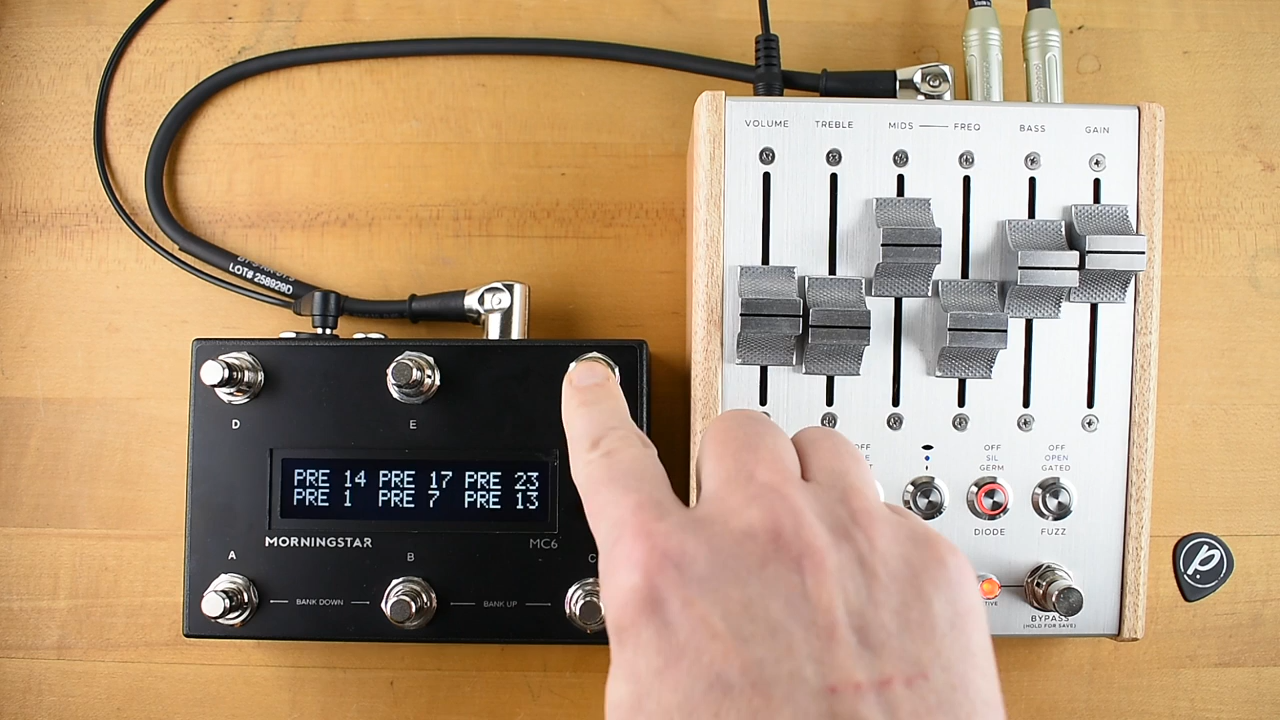 VOLUME TREBLE MIDS FREQ BASS GAIN
LOT# 258929D
D E
PRE 14 PRE 17 PRE 23
PRE 1 PRE 7 PRE 13
MORNINGSTAR MC6
A B C
BANK DOWN BANK UP
OFF OFF
SIL OPEN
GERM GATED
DIODE FUZZ
BYPASS
(HOLD FOR SAVE)
p